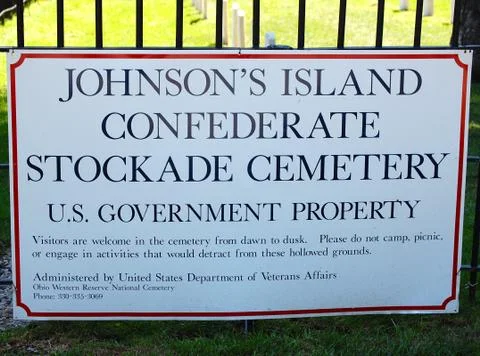 JOHNSON'S ISLAND
CONFEDERATE
STOCKADE CEMETERY
U.S. GOVERNMENT PROPERTY
Visitors are welcome in the cemetery from dawn to dusk. Please do not camp, picnic,
or engage in activities that would detract from these hollowed grounds.
Administered by United States Department of Veterans Affairs
Ohio Western Reserve National Cemetery
Phone: 330-335-3069